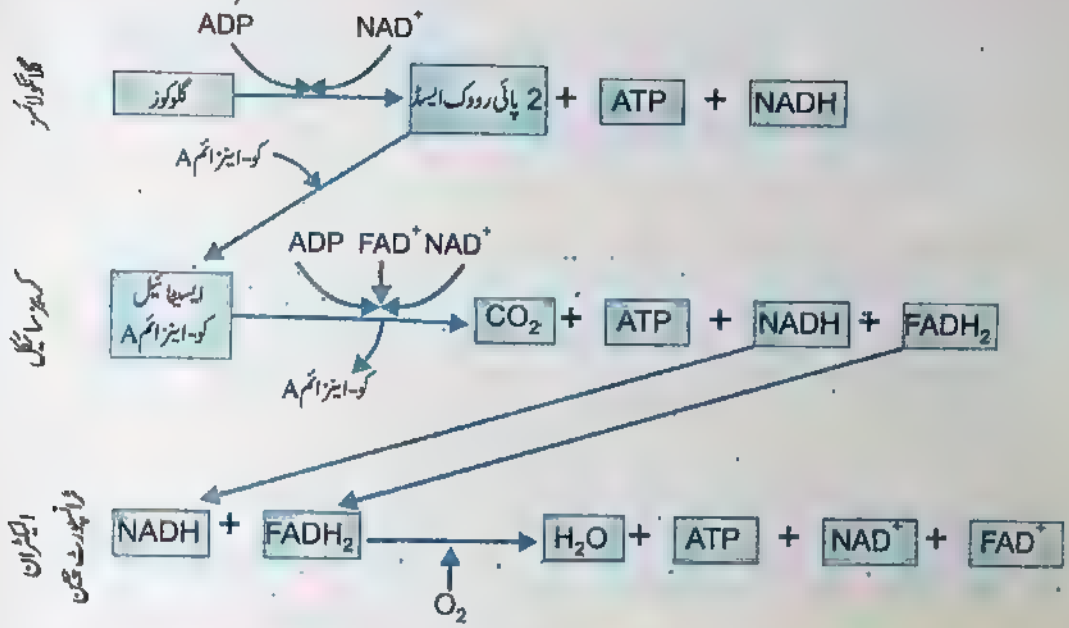 ADP NAD⁺
گلائیکولائسز
گلوکوز 2 پائی رووک ایسڈ + ATP + NADH
کو-اینزائم A
ADP FAD⁺ NAD⁺
کریبز سائیکل
ایسیٹائیل
کو-اینزائم A
CO₂ + ATP + NADH + FADH₂
کو-اینزائم A
الیکٹران
ٹرانسپورٹ چین
NADH + FADH₂ H₂O + ATP + NAD⁺ + FAD⁺
O₂